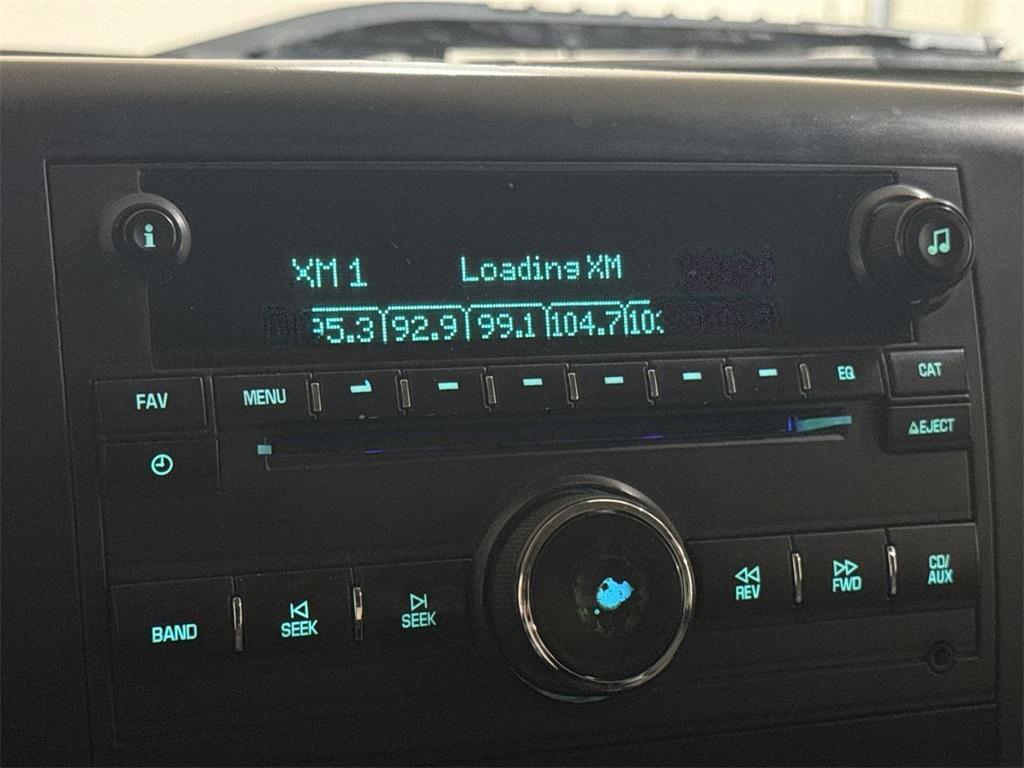 i
XM 1 Loading XM
95.3 92.9 99.1 104.7
FAV MENU EQ CAT
EJECT
BAND SEEK SEEK REV FWD CD/
AUX